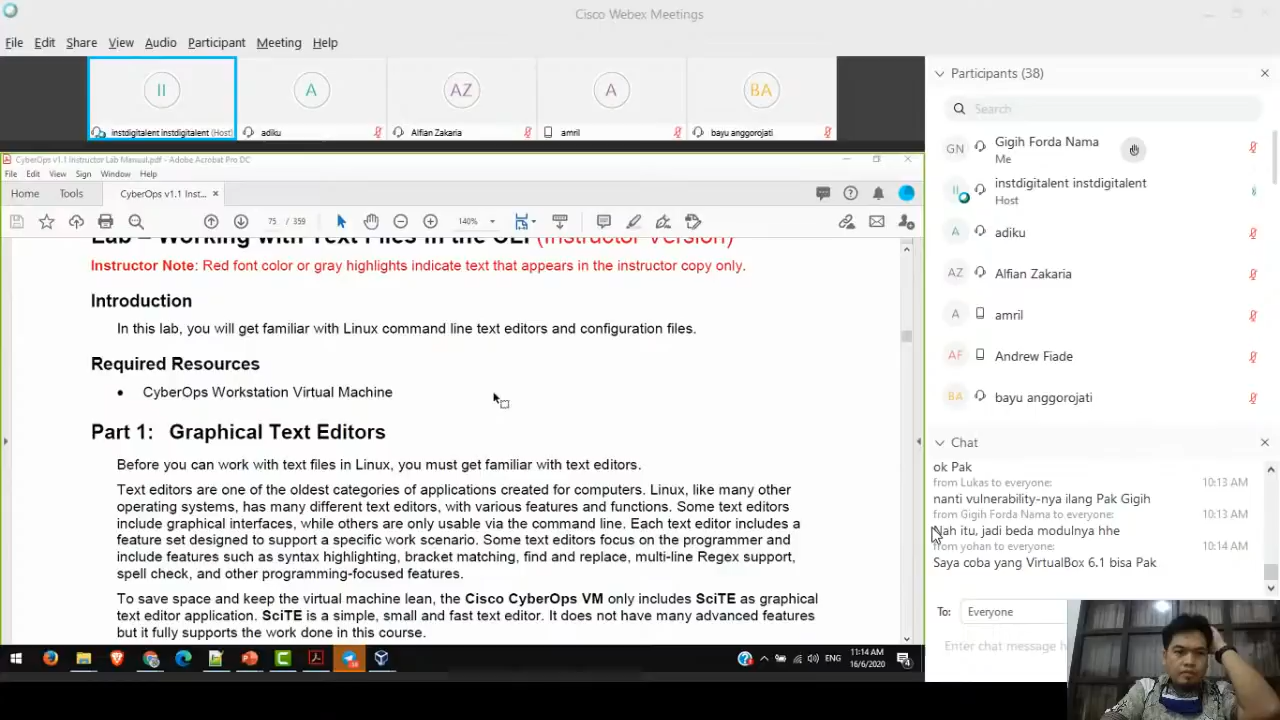 Cisco Webex Meetings
File Edit Share View Audio Participant Meeting Help
II
instdigitalent instdigitalent (Host)
A
adiku
AZ
Alfian Zakaria
A
amril
BA
bayu anggorojati
CyberOps v1.1 Instructor Lab Manual.pdf - Adobe Acrobat Pro DC
File Edit View Sign Window Help
Home Tools CyberOps v1.1 Inst... ×
75 / 359 140%
Lab – Working with Text Files in the CLI (Instructor Version)
Instructor Note: Red font color or gray highlights indicate text that appears in the instructor copy only.
Introduction
In this lab, you will get familiar with Linux command line text editors and configuration files.
Required Resources
• CyberOps Workstation Virtual Machine
Part 1: Graphical Text Editors
Before you can work with text files in Linux, you must get familiar with text editors.
Text editors are one of the oldest categories of applications created for computers. Linux, like many other
operating systems, has many different text editors, with various features and functions. Some text editors
include graphical interfaces, while others are only usable via the command line. Each text editor includes a
feature set designed to support a specific work scenario. Some text editors focus on the programmer and
include features such as syntax highlighting, bracket matching, find and replace, multi-line Regex support,
spell check, and other programming-focused features.
To save space and keep the virtual machine lean, the Cisco CyberOps VM only includes SciTE as graphical
text editor application. SciTE is a simple, small and fast text editor. It does not have many advanced features
but it fully supports the work done in this course.
ENG
11:14 AM
16/6/2020
4
Participants (38)
Search
GN Gigih Forda Nama
Me
II instdigitalent instdigitalent
Host
A adiku
AZ Alfian Zakaria
A amril
AF Andrew Fiade
BA bayu anggorojati
Chat
ok Pak
from Lukas to everyone: 10:13 AM
nanti vulnerability-nya ilang Pak Gigih
from Gigih Forda Nama to everyone: 10:13 AM
Nah itu, jadi beda modulnya hhe
from yohan to everyone: 10:14 AM
Saya coba yang VirtualBox 6.1 bisa Pak
To: Everyone
Enter chat message h